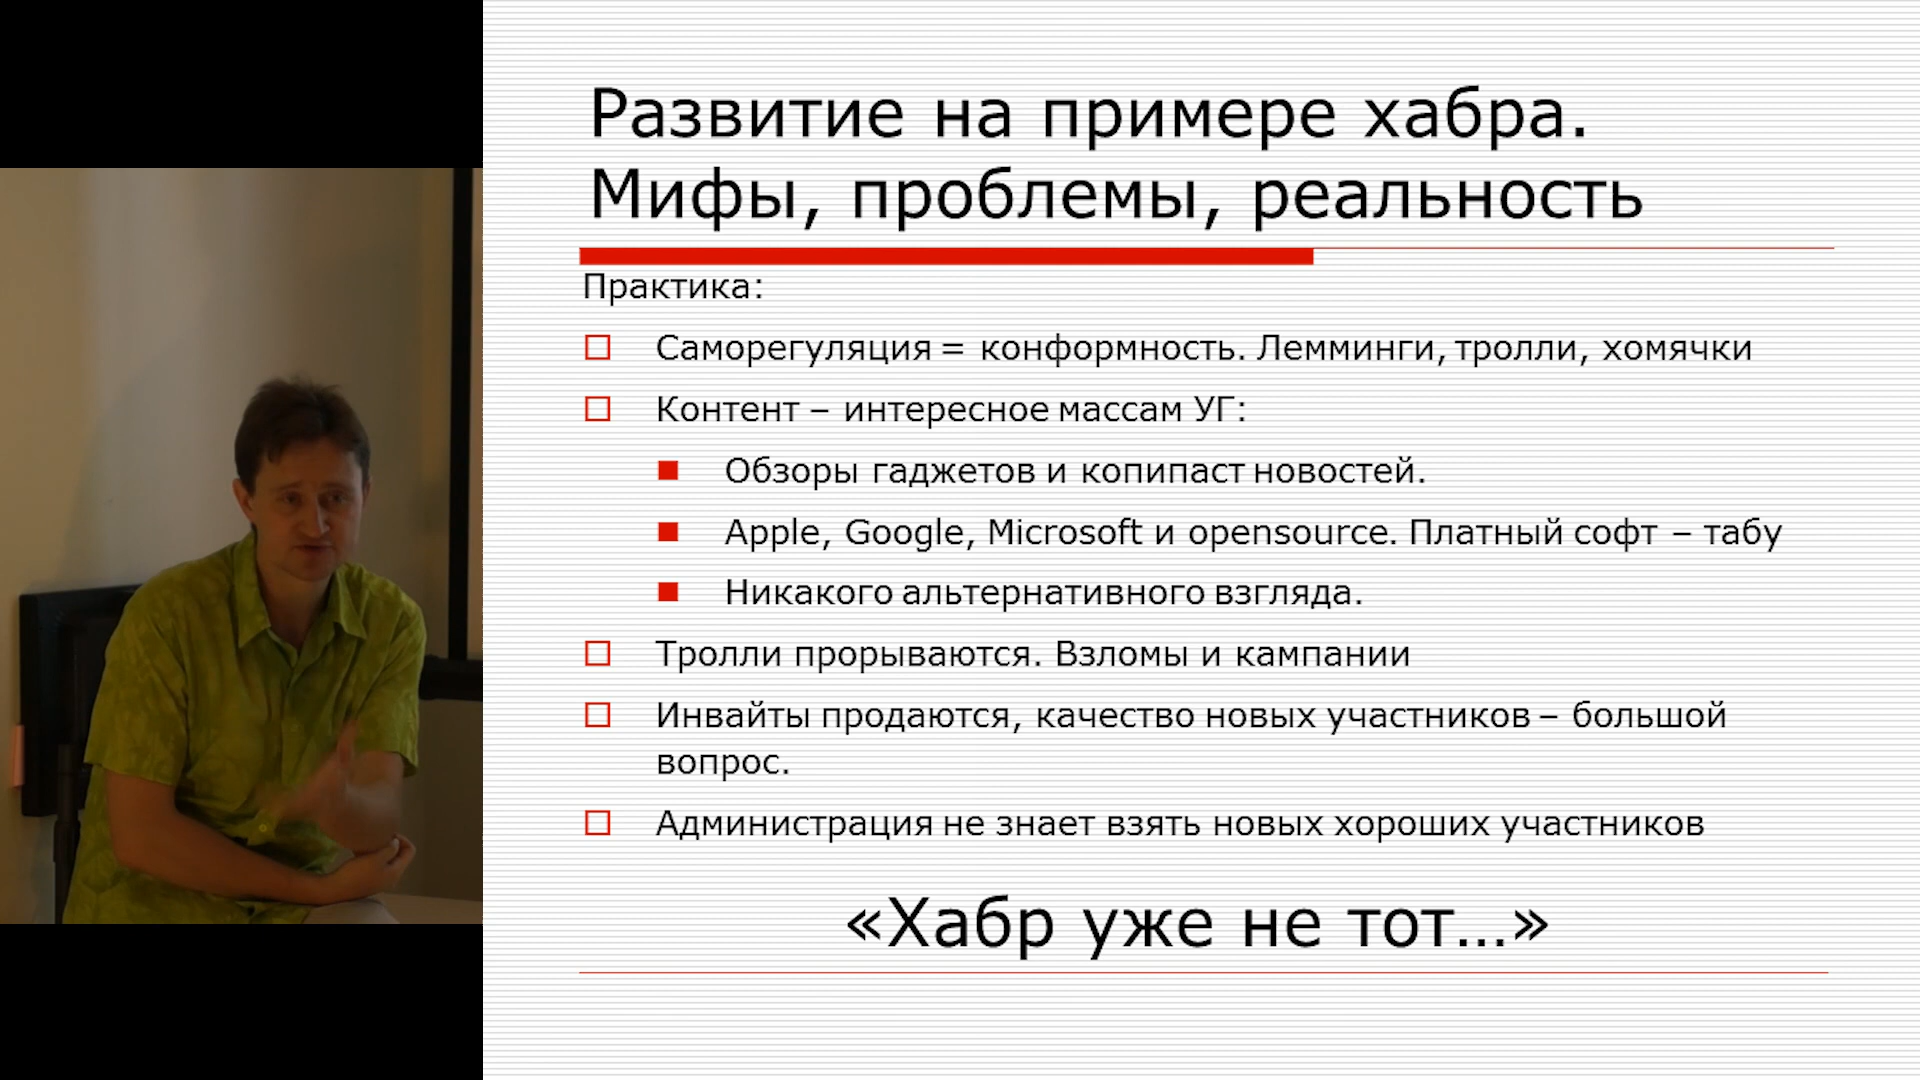 Развитие на примере хабра.
Мифы, проблемы, реальность
Практика:
Саморегуляция = конформность. Лемминги, тролли, хомячки
Контент – интересное массам УГ:
Обзоры гаджетов и копипаст новостей.
Apple, Google, Microsoft и opensource. Платный софт – табу
Никакого альтернативного взгляда.
Тролли прорываются. Взломы и кампании
Инвайты продаются, качество новых участников – большой
вопрос.
Администрация не знает взять новых хороших участников
«Хабр уже не тот…»